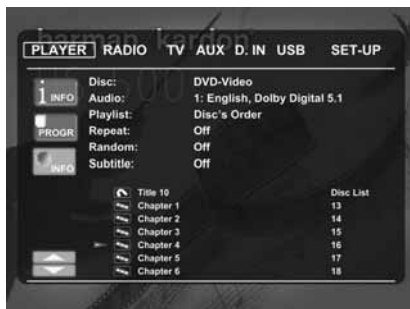 harman kardon
PLAYER RADIO TV AUX D. IN USB SET-UP
Disc: DVD-Video
i INFO Audio: 1: English, Dolby Digital 5.1
Playlist: Disc's Order
PROGR Repeat: Off
Random: Off
INFO Subtitle: Off
Title 10 Disc List
Chapter 1 13
Chapter 2 14
Chapter 3 15
Chapter 4 16
Chapter 5 17
Chapter 6 18